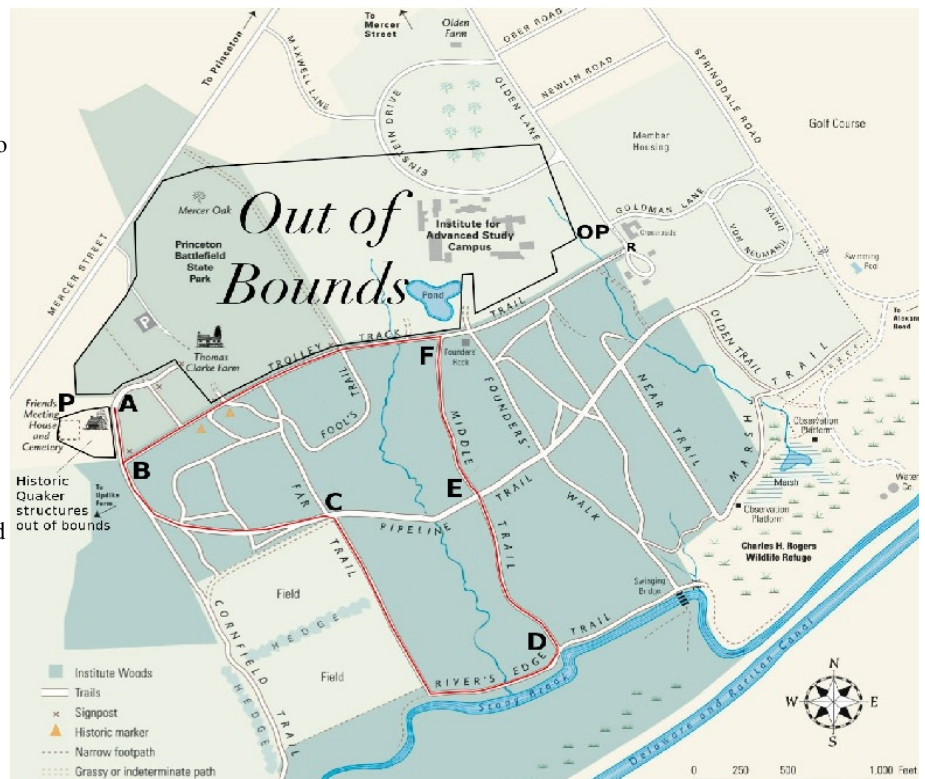 To
Mercer
Street
Olden
Farm
OBER ROAD
To Princeton
MAXWELL LANE
NEWLIN ROAD
SPRINGDALE ROAD
Golf Course
EINSTEIN DRIVE
OLDEN LANE
Member
Housing
o
Mercer Oak
Out of
Bounds
Institute for
Advanced Study
Campus
GOLDMAN LANE
VON NEUMANN
DRIVE
OP
R
Crossroads
MERCER STREET
Princeton
Battlefield
State
Park
Swimming
Pool
P
Pond
To
Road
Thomas
Clarke Farm
TROLLEY TRACK
TRAIL
F
Founders
Rock
OLDEN TRAIL
P
A
Friends
Meeting
House
and
Cemetery
FOOL'S
TRAIL
MIDDLE
TRAIL
FOUNDERS'
WALK
NEAR
TRAIL
MARSH
TRAIL
Observation
Platform
B
Historic
Quaker
structures
out of bounds
To
Updike
Farm
FAR
TRAIL
C
E
PIPELINE
TRAIL
Marsh
Water
Co.
Observation
Platform
d
Charles H. Rogers
Wildlife Refuge
CORNFIELD
TRAIL
Field
HEDGE
Field
HEDGE
Swinging
Bridge
D
RIVER'S EDGE
TRAIL
Stony Brook
Delaware and Raritan Canal
Institute Woods
Trails
Signpost
Historic marker
Narrow footpath
Grassy or indeterminate path
N
W
E
S
0 250 500 1,000 Feet